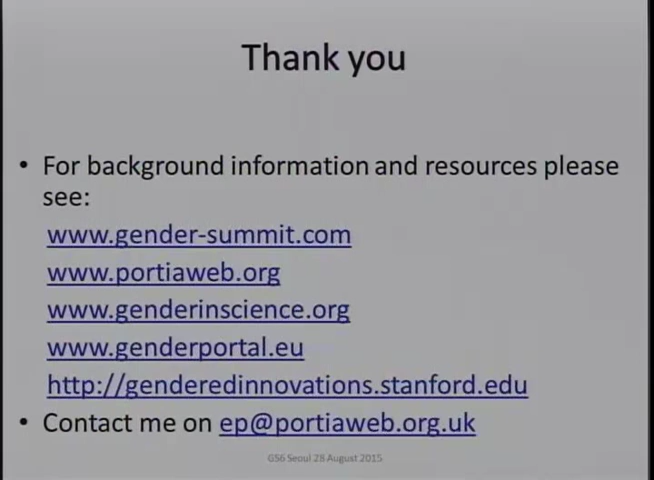 Thank you
• For background information and resources please
see:
www.gender-summit.com
www.portiaweb.org
www.genderinscience.org
www.genderportal.eu
http://genderedinnovations.stanford.edu
• Contact me on ep@portiaweb.org.uk
GS6 Seoul 28 August 2015